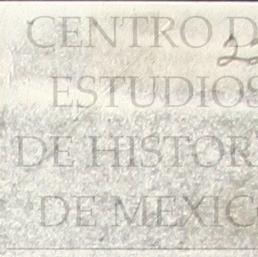 CENTRO D
ESTUDIOS
DE HISTOR
DE MEXIC